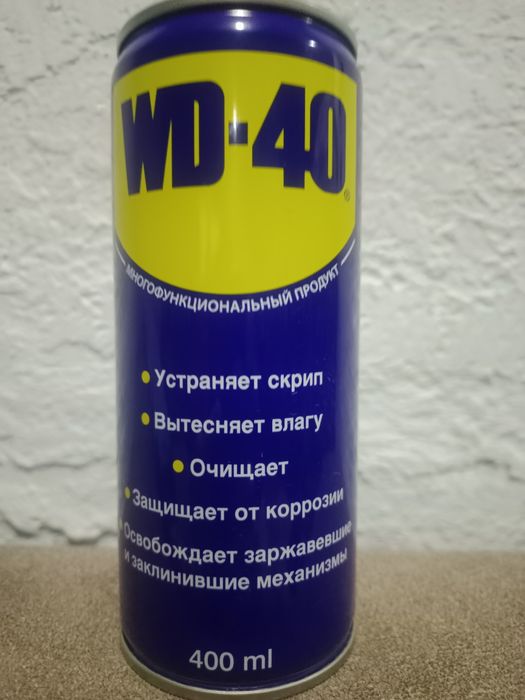 WD-40®
МНОГОФУНКЦИОНАЛЬНЫЙ ПРОДУКТ
• Устраняет скрип
• Вытесняет влагу
• Очищает
• Защищает от коррозии
• Освобождает заржавевшие
и заклинившие механизмы
400 ml